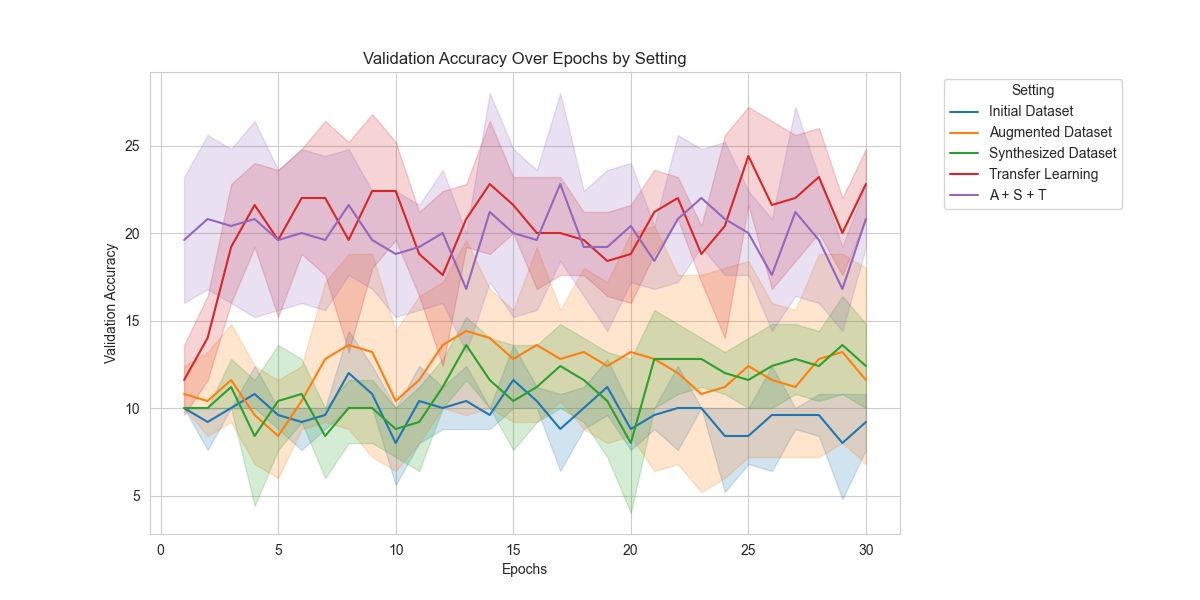 Validation Accuracy Over Epochs by Setting
Setting
Initial Dataset
Augmented Dataset
Synthesized Dataset
Transfer Learning
A + S + T
Validation Accuracy
25
20
15
10
5
0 5 10 15 20 25 30
Epochs